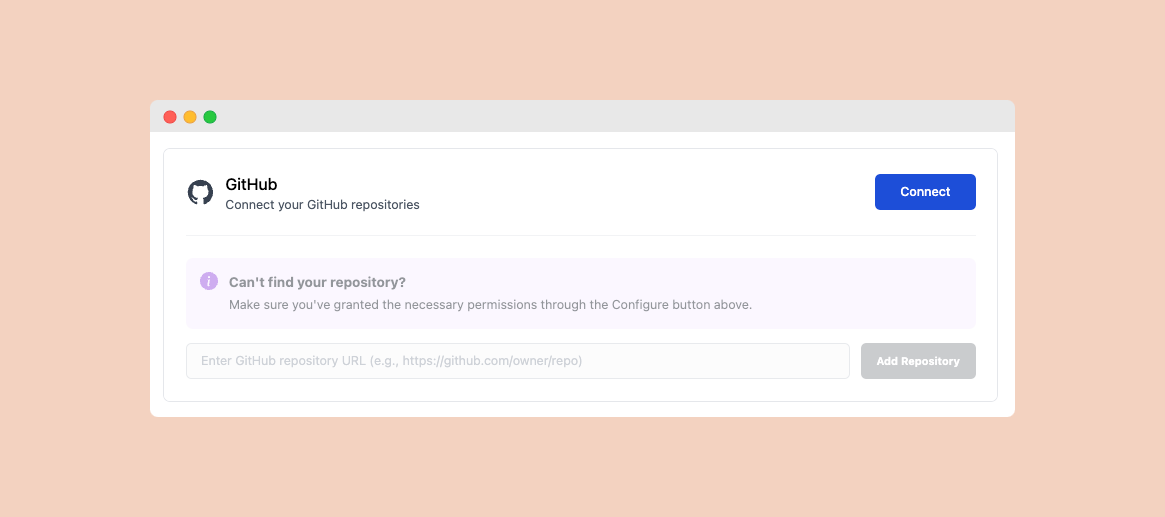 GitHub
Connect your GitHub repositories
Connect
i
Can't find your repository?
Make sure you've granted the necessary permissions through the Configure button above.
Enter GitHub repository URL (e.g., https://github.com/owner/repo)
Add Repository